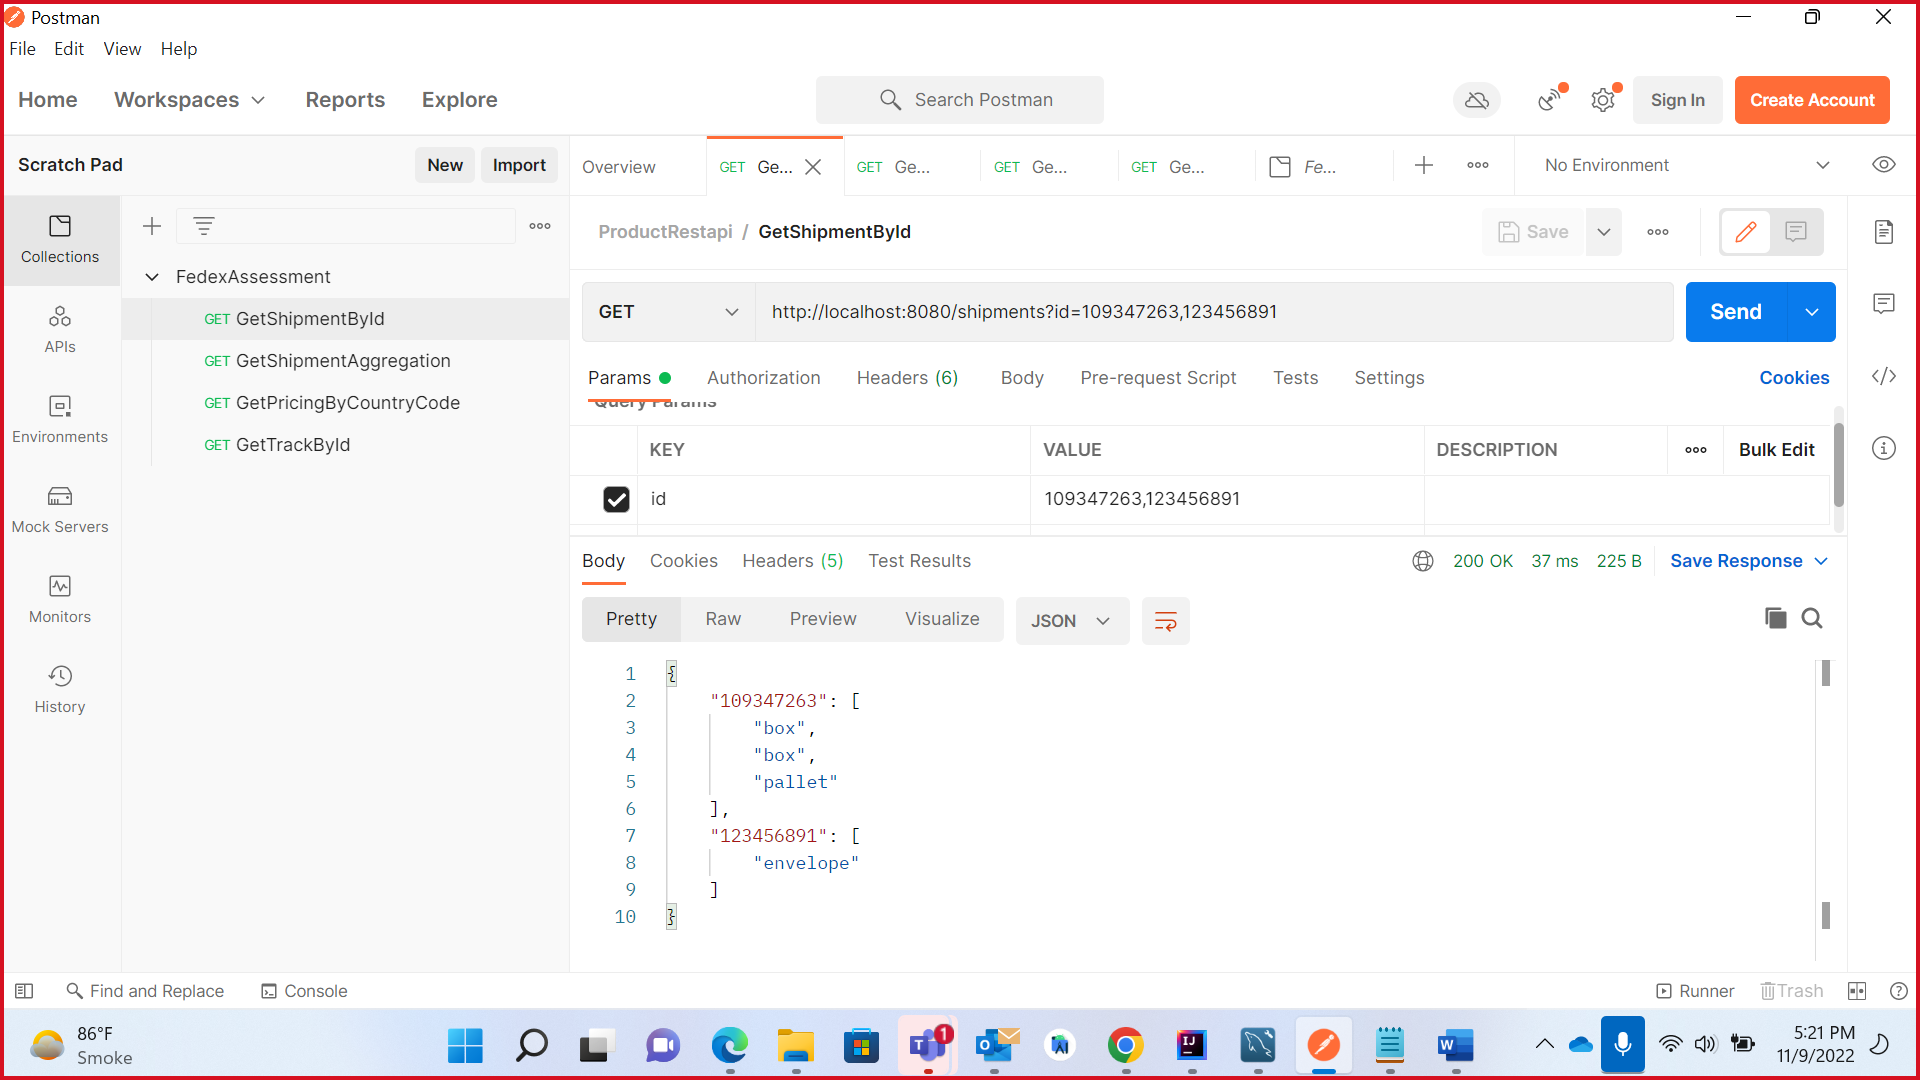 Postman
File Edit View Help
Home Workspaces Reports Explore
Search Postman
Sign In
Create Account
Scratch Pad
New Import
Overview
GET Ge...
GET Ge...
GET Ge...
GET Ge...
Fe...
No Environment
Collections
APIs
Environments
Mock Servers
Monitors
History
FedexAssessment
GET GetShipmentById
GET GetShipmentAggregation
GET GetPricingByCountryCode
GET GetTrackById
ProductRestapi / GetShipmentById
Save
GET
http://localhost:8080/shipments?id=109347263,123456891
Send
Params Authorization Headers (6) Body Pre-request Script Tests Settings
Cookies
Query Params
KEY VALUE DESCRIPTION
Bulk Edit
id 109347263,123456891
Body Cookies Headers (5) Test Results
200 OK 37 ms 225 B
Save Response
Pretty Raw Preview Visualize
JSON
1 {
2 "109347263": [
3 "box",
4 "box",
5 "pallet"
6 ],
7 "123456891": [
8 "envelope"
9 ]
10 }
Find and Replace
Console
Runner
Trash
86°F
Smoke
1
5:21 PM
11/9/2022